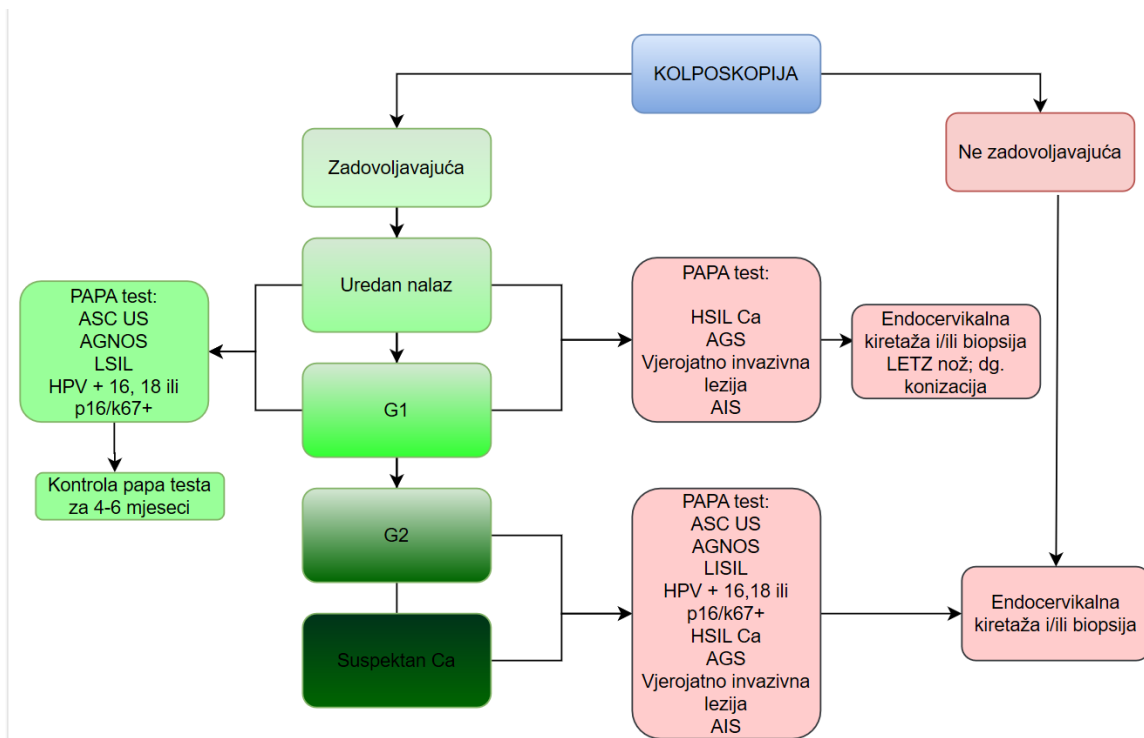 KOLPOSKOPIJA
Zadovoljavajuća
Ne zadovoljavajuća
Uredan nalaz
PAPA test:
ASC US
AGNOS
LSIL
HPV + 16, 18 ili
p16/k67+
PAPA test:
HSIL Ca
AGS
Vjerojatno invazivna
lezija
AIS
Endocervikalna
kiretaža i/ili biopsija
LETZ nož; dg.
konizacija
G1
Kontrola papa testa
za 4-6 mjeseci
G2
PAPA test:
ASC US
AGNOS
LISIL
HPV + 16,18 ili
p16/k67+
HSIL Ca
AGS
Vjerojatno invazivna
lezija
AIS
Endocervikalna
kiretaža i/ili biopsija
Suspektan Ca